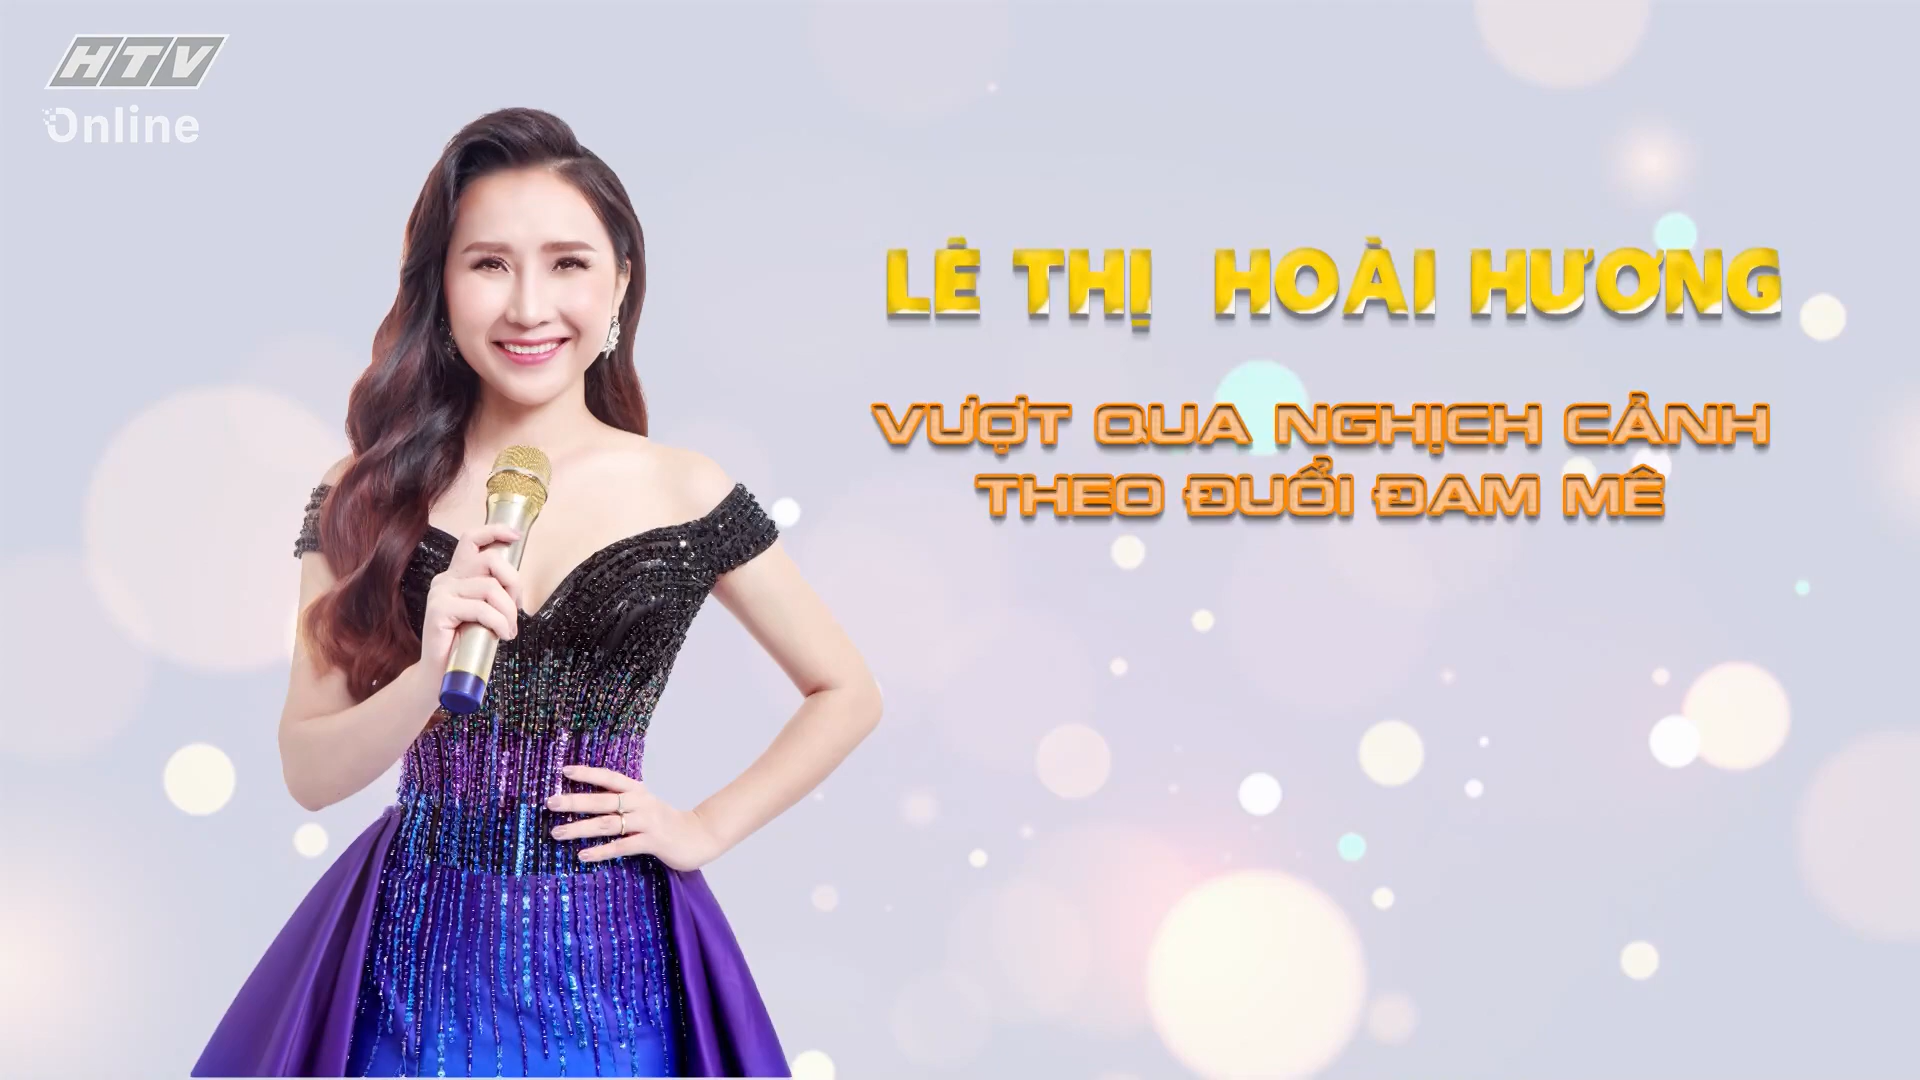 HTV
Online
LÊ THỊ HOÀI HƯƠNG
VƯỢT QUA NGHỊCH CẢNH
THEO ĐUỔI ĐAM MÊ